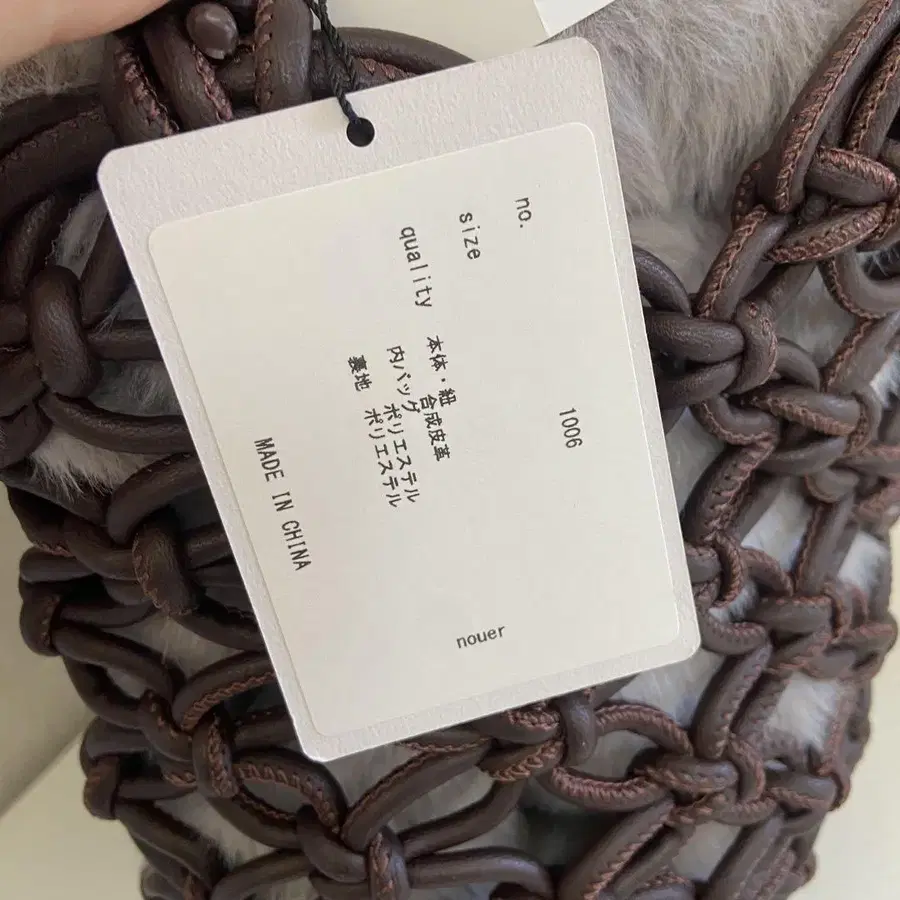 no. 1006
size
quality 本体・紐 合成皮革
内バッグ ポリエステル
裏地 ポリエステル
MADE IN CHINA
nouer